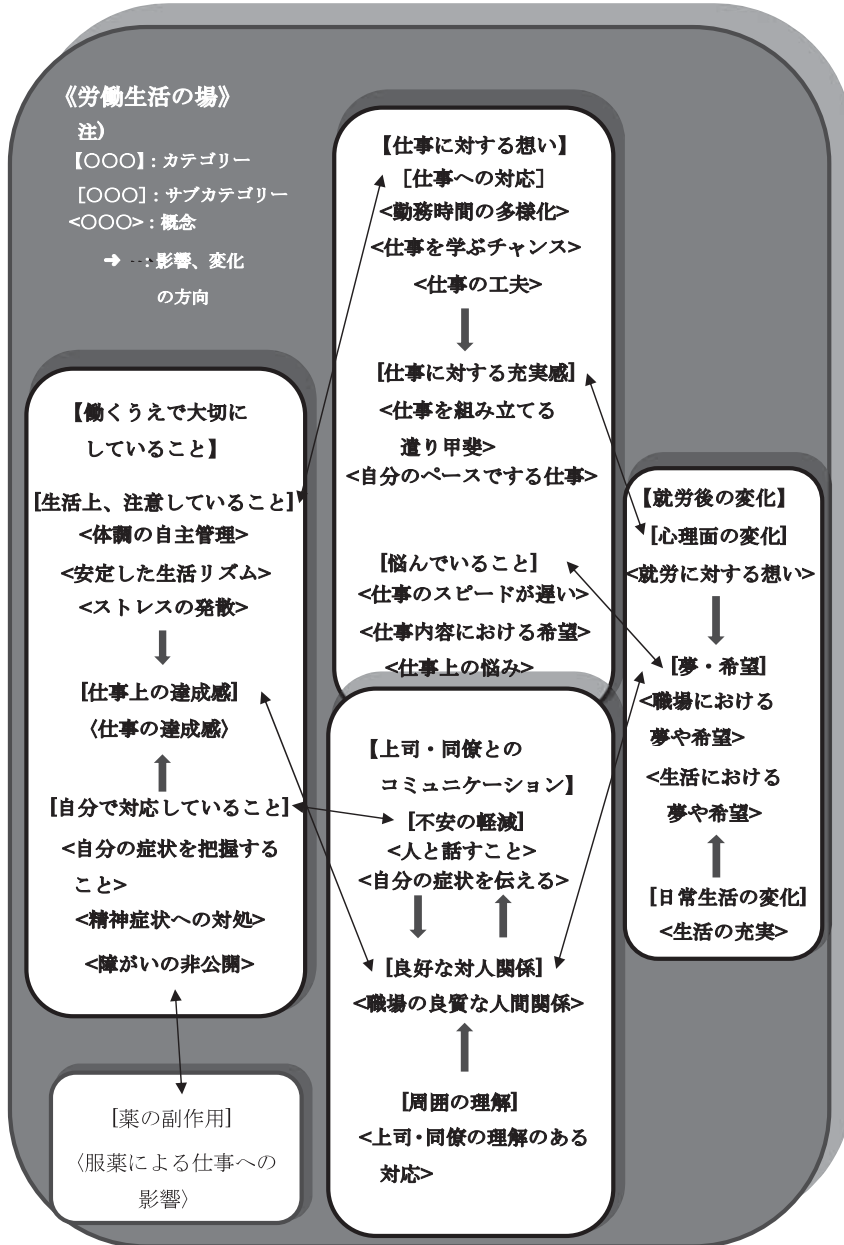 《労働生活の場》
注)
【〇〇〇】：カテゴリー
[〇〇〇]：サブカテゴリー
<〇〇〇>：概念
➜ ---：影響、変化
の方向
【仕事に対する想い】
[仕事への対応]
<勤務時間の多様化>
<仕事を学ぶチャンス>
<仕事の工夫>
[仕事に対する充実感]
<仕事を組み立てる
遣り甲斐>
<自分のペースでする仕事>
[悩んでいること]
<仕事のスピードが遅い>
<仕事内容における希望>
<仕事上の悩み>
【働くうえで大切に
していること】
[生活上、注意していること]
<体調の自主管理>
<安定した生活リズム>
<ストレスの発散>
[仕事上の達成感]
〈仕事の達成感〉
[自分で対応していること]
<自分の症状を把握する
こと>
<精神症状への対処>
<障がいの非公開>
[薬の副作用]
〈服薬による仕事への
影響〉
【上司・同僚との
コミュニケーション】
[不安の軽減]
<人と話すこと>
<自分の症状を伝える>
[良好な対人関係]
<職場の良質な人間関係>
[周囲の理解]
<上司・同僚の理解のある
対応>
【就労後の変化】
[心理面の変化]
<就労に対する想い>
[夢・希望]
<職場における
夢や希望>
<生活における
夢や希望>
[日常生活の変化]
<生活の充実>